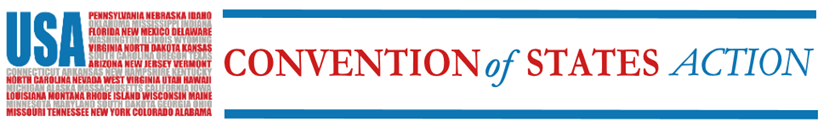 USA
PENNSYLVANIA NEBRASKA IDAHO
OKLAHOMA MISSISSIPPI INDIANA
FLORIDA NEW MEXICO DELAWARE
WASHINGTON ILLINOIS WYOMING
VIRGINIA NORTH DAKOTA KANSAS
SOUTH CAROLINA OREGON TEXAS
ARIZONA NEW JERSEY VERMONT
CONNECTICUT ARKANSAS NEW HAMPSHIRE KENTUCKY
NORTH CAROLINA NEVADA WEST VIRGINIA UTAH HAWAII
MICHIGAN ALASKA MASSACHUSETTS CALIFORNIA IOWA
LOUISIANA MONTANA RHODE ISLAND WISCONSIN MAINE
MINNESOTA MARYLAND SOUTH DAKOTA GEORGIA OHIO
MISSOURI TENNESSEE NEW YORK COLORADO ALABAMA
CONVENTION of STATES ACTION